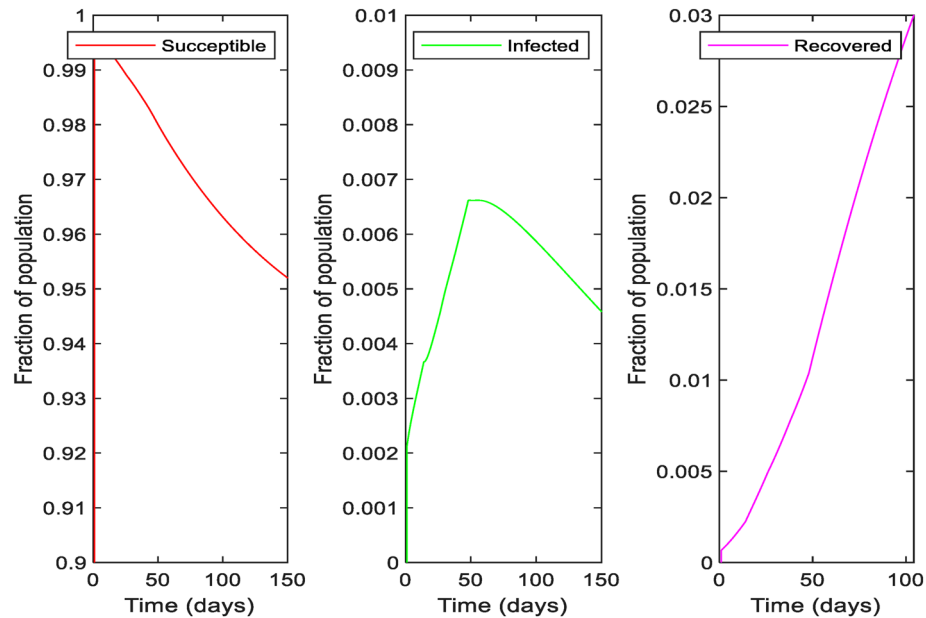 Succeptible
1
0.99
0.98
0.97
0.96
0.95
0.94
0.93
0.92
0.91
0.9
Fraction of population
0 50 100 150
Time (days)
Infected
0.01
0.009
0.008
0.007
0.006
0.005
0.004
0.003
0.002
0.001
0
Fraction of population
0 50 100 150
Time (days)
Recovered
0.03
0.025
0.02
0.015
0.01
0.005
0
Fraction of population
0 50 100
Time (days)